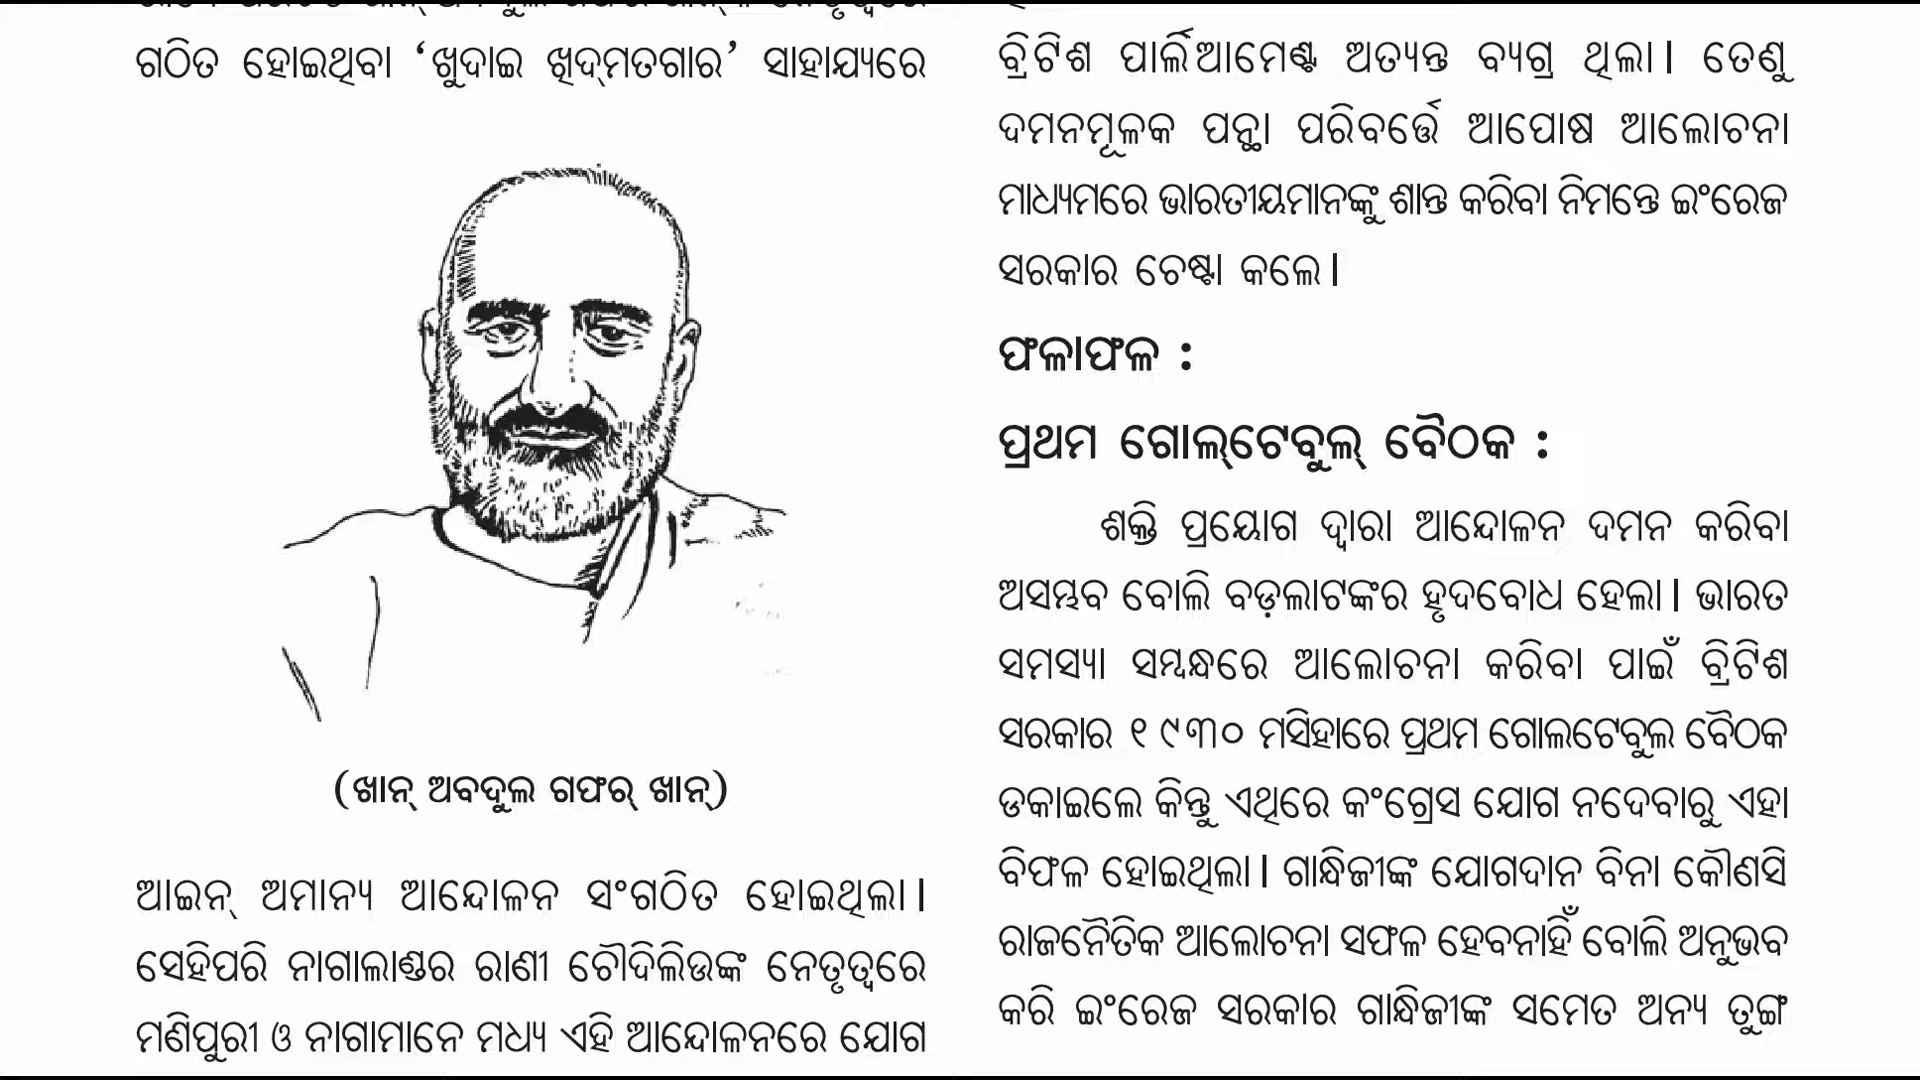 ଗଠିତ ହୋଇଥିବା ‘ଖୁଦାଇ ଖିଦ୍‌ମତଗାର’ ସାହାଯ୍ୟରେ
(ଖାନ୍ ଅବଦୁଲ ଗଫର୍ ଖାନ୍)
ଆଇନ୍ ଅମାନ୍ୟ ଆନ୍ଦୋଳନ ସଂଗଠିତ ହୋଇଥିଲା।
ସେହିପରି ନାଗାଲାଣ୍ଡର ରାଣୀ ଚୌଦିଲିଉଙ୍କ ନେତୃତ୍ୱରେ
ମଣିପୁରୀ ଓ ନାଗାମାନେ ମଧ୍ୟ ଏହି ଆନ୍ଦୋଳନରେ ଯୋଗ
ବ୍ରିଟିଶ ପାର୍ଲିଆମେଣ୍ଟ ଅତ୍ୟନ୍ତ ବ୍ୟଗ୍ର ଥିଲା। ତେଣୁ
ଦମନମୂଳକ ପନ୍ଥା ପରିବର୍ତ୍ତେ ଆପୋଷ ଆଲୋଚନା
ମାଧ୍ୟମରେ ଭାରତୀୟମାନଙ୍କୁ ଶାନ୍ତ କରିବା ନିମନ୍ତେ ଇଂରେଜ
ସରକାର ଚେଷ୍ଟା କଲେ।
ଫଳାଫଳ :
ପ୍ରଥମ ଗୋଲ୍‌ଟେବୁଲ୍ ବୈଠକ :
ଶକ୍ତି ପ୍ରୟୋଗ ଦ୍ୱାରା ଆନ୍ଦୋଳନ ଦମନ କରିବା
ଅସମ୍ଭବ ବୋଲି ବଡ଼ଲାଟଙ୍କର ହୃଦବୋଧ ହେଲା। ଭାରତ
ସମସ୍ୟା ସମ୍ବନ୍ଧରେ ଆଲୋଚନା କରିବା ପାଇଁ ବ୍ରିଟିଶ
ସରକାର ୧୯୩୦ ମସିହାରେ ପ୍ରଥମ ଗୋଲଟେବୁଲ ବୈଠକ
ଡକାଇଲେ କିନ୍ତୁ ଏଥିରେ କଂଗ୍ରେସ ଯୋଗ ନଦେବାରୁ ଏହା
ବିଫଳ ହୋଇଥିଲା। ଗାନ୍ଧିଜୀଙ୍କ ଯୋଗଦାନ ବିନା କୌଣସି
ରାଜନୈତିକ ଆଲୋଚନା ସଫଳ ହେବନାହିଁ ବୋଲି ଅନୁଭବ
କରି ଇଂରେଜ ସରକାର ଗାନ୍ଧିଜୀଙ୍କ ସମେତ ଅନ୍ୟ ତୁଙ୍ଗ